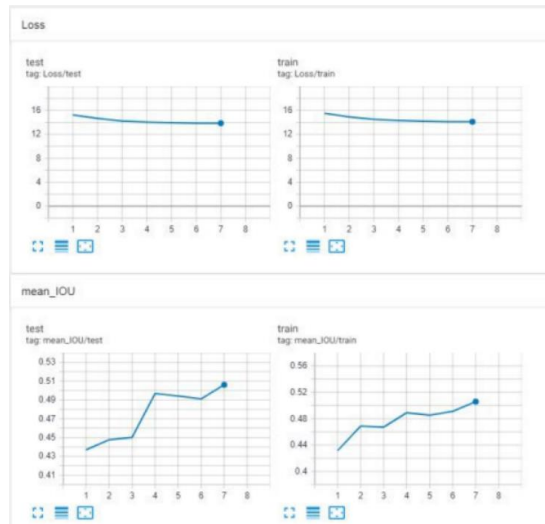 Loss
test
tag: Loss/test
16
12
8
4
0
1 2 3 4 5 6 7 8
train
tag: Loss/train
16
12
8
4
0
1 2 3 4 5 6 7 8
mean_IOU
test
tag: mean_IOU/test
0.53
0.51
0.49
0.47
0.45
0.43
0.41
1 2 3 4 5 6 7 8
train
tag: mean_IOU/train
0.56
0.52
0.48
0.44
0.4
1 2 3 4 5 6 7 8